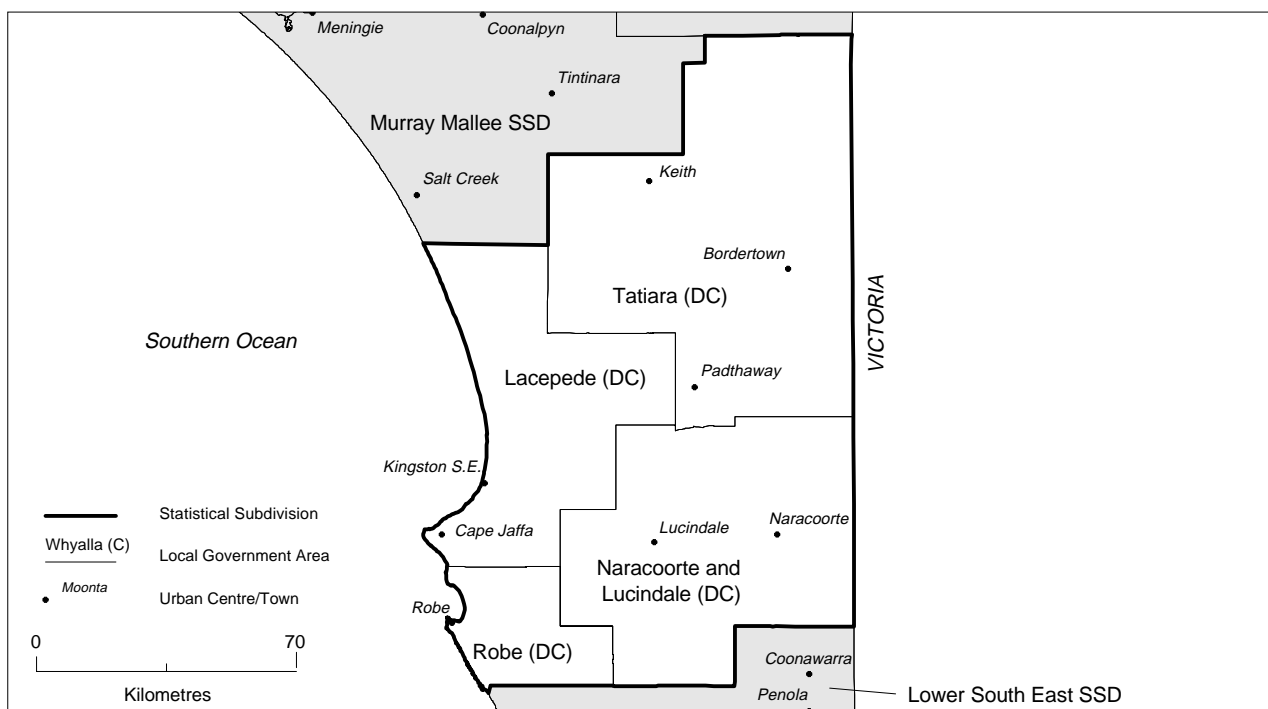 Meningie
Coonalpyn
Tintinara
Murray Mallee SSD
Salt Creek
Keith
Bordertown
Tatiara (DC)
Southern Ocean
VICTORIA
Lacepede (DC)
Padthaway
Kingston S.E.
Statistical Subdivision
Cape Jaffa
Lucindale
Naracoorte
Whyalla (C)
Local Government Area
Naracoorte and
Lucindale (DC)
Moonta
Urban Centre/Town
Robe
0
70
Robe (DC)
Coonawarra
Kilometres
Penola
Lower South East SSD